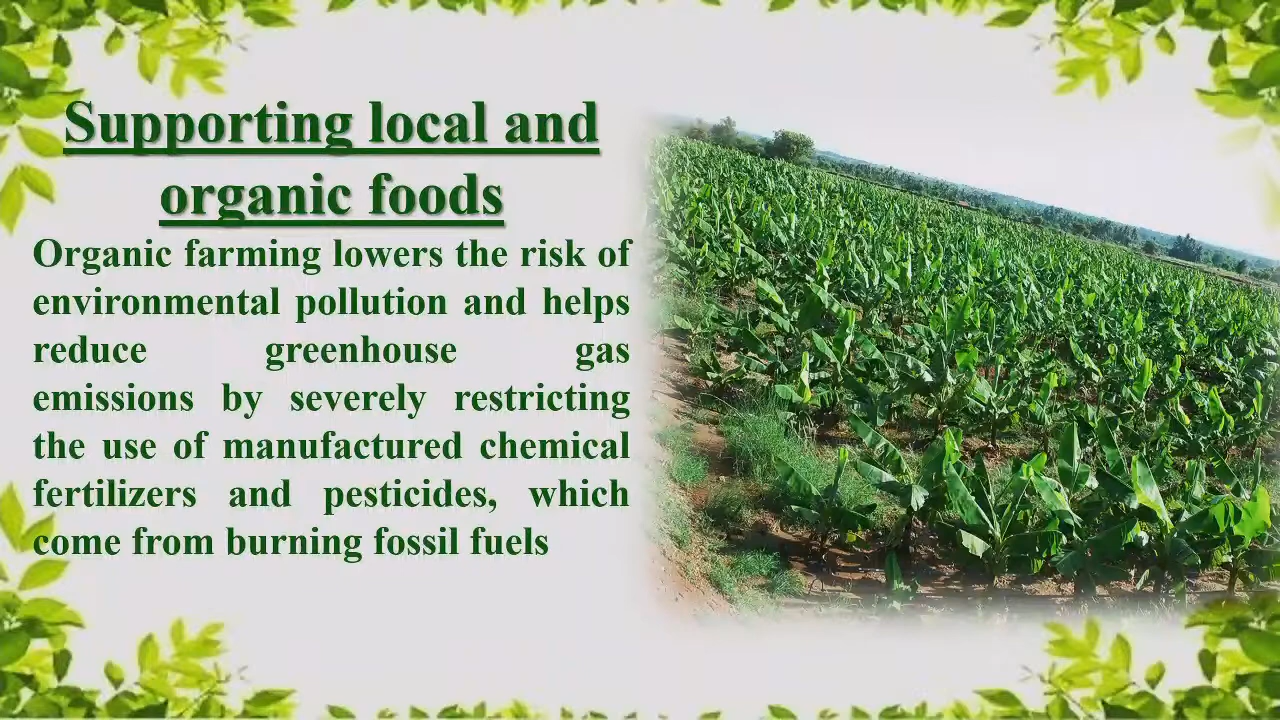 Supporting local and
organic foods
Organic farming lowers the risk of
environmental pollution and helps
reduce greenhouse gas
emissions by severely restricting
the use of manufactured chemical
fertilizers and pesticides, which
come from burning fossil fuels